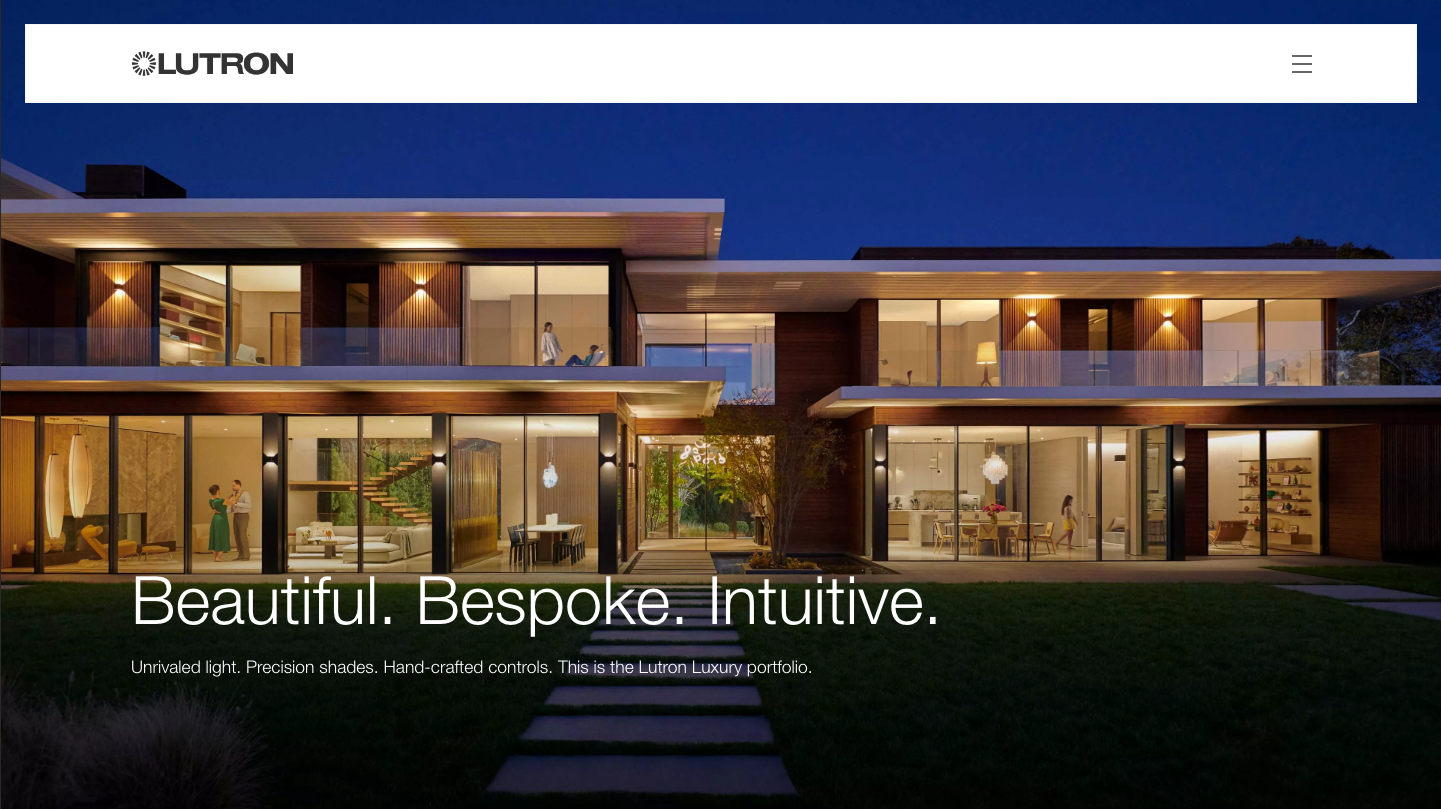 LUTRON
Beautiful. Bespoke. Intuitive.
Unrivaled light. Precision shades. Hand-crafted controls. This is the Lutron Luxury portfolio.